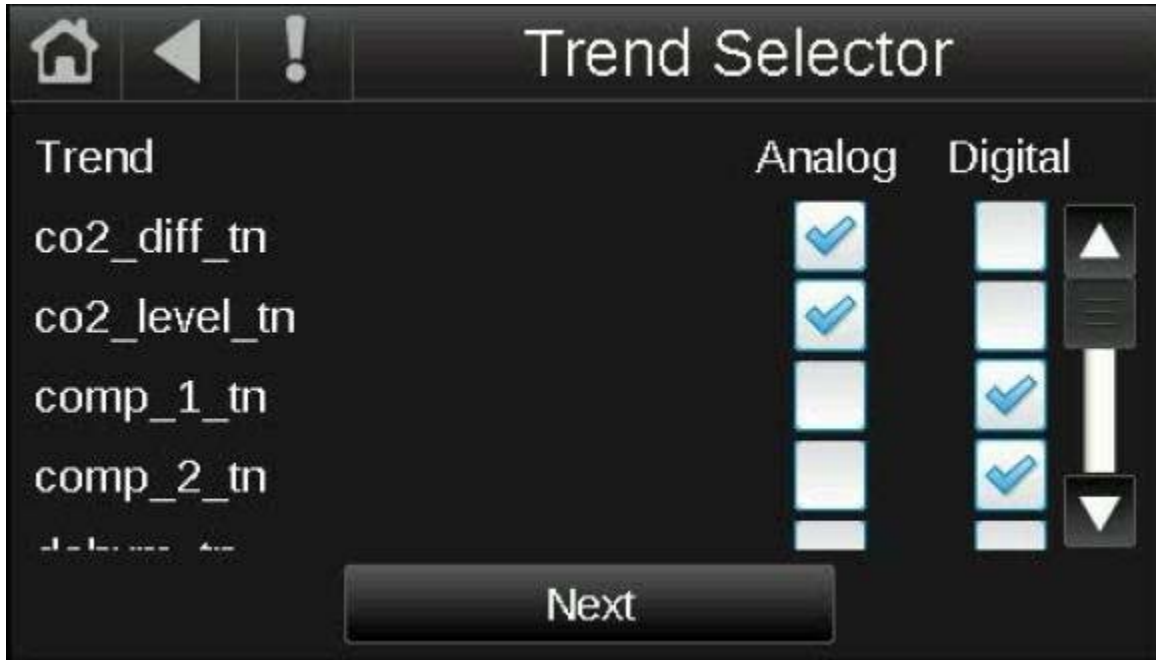 Trend Selector
Trend Analog Digital
co2_diff_tn
co2_level_tn
comp_1_tn
comp_2_tn
Next